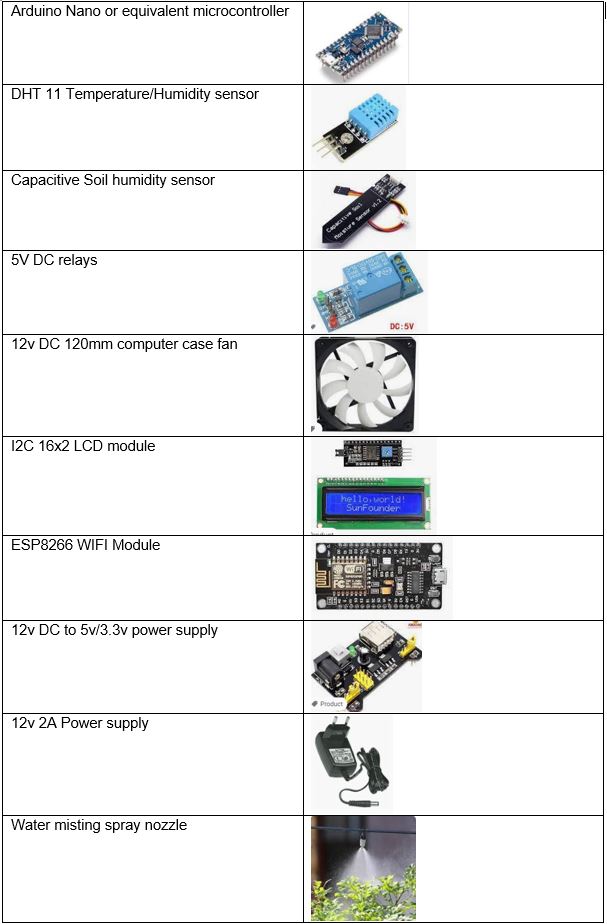 Arduino Nano or equivalent microcontroller
DHT 11 Temperature/Humidity sensor
Capacitive Soil humidity sensor
Capacitive Soil
Moisture Sensor v1.2
5V DC relays
DC:5V
12v DC 120mm computer case fan
I2C 16x2 LCD module
hello,world!
SunFounder
ESP8266 WIFI Module
12v DC to 5v/3.3v power supply
Product
12v 2A Power supply
Water misting spray nozzle